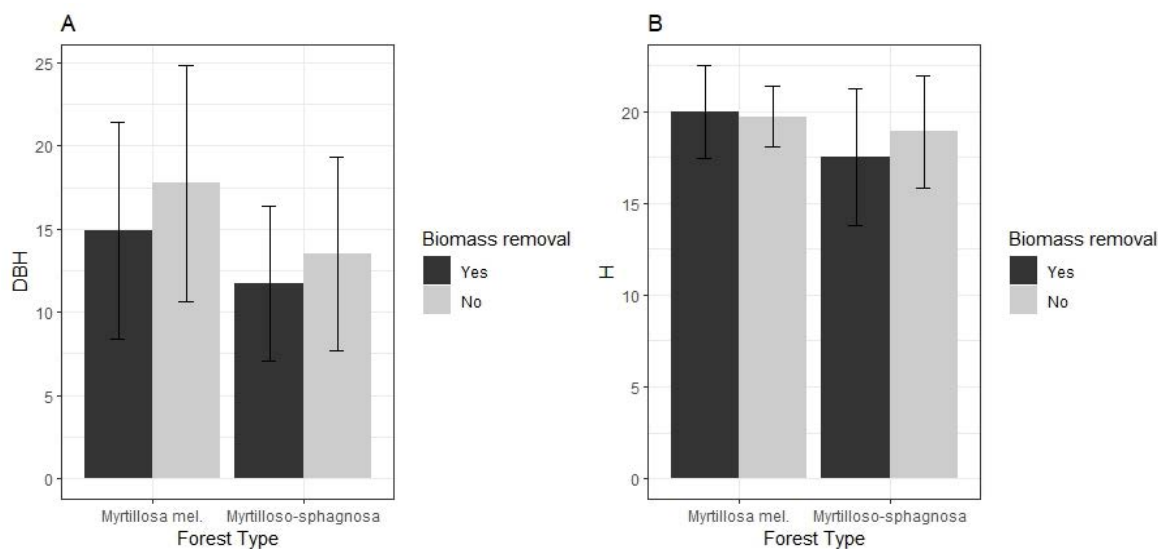 A
25
20
15
10
5
0
DBH
Myrtillosa mel.
Myrtilloso-sphagnosa
Forest Type
Biomass removal
Yes
No
B
20
15
10
5
0
H
Myrtillosa mel.
Myrtilloso-sphagnosa
Forest Type
Biomass removal
Yes
No